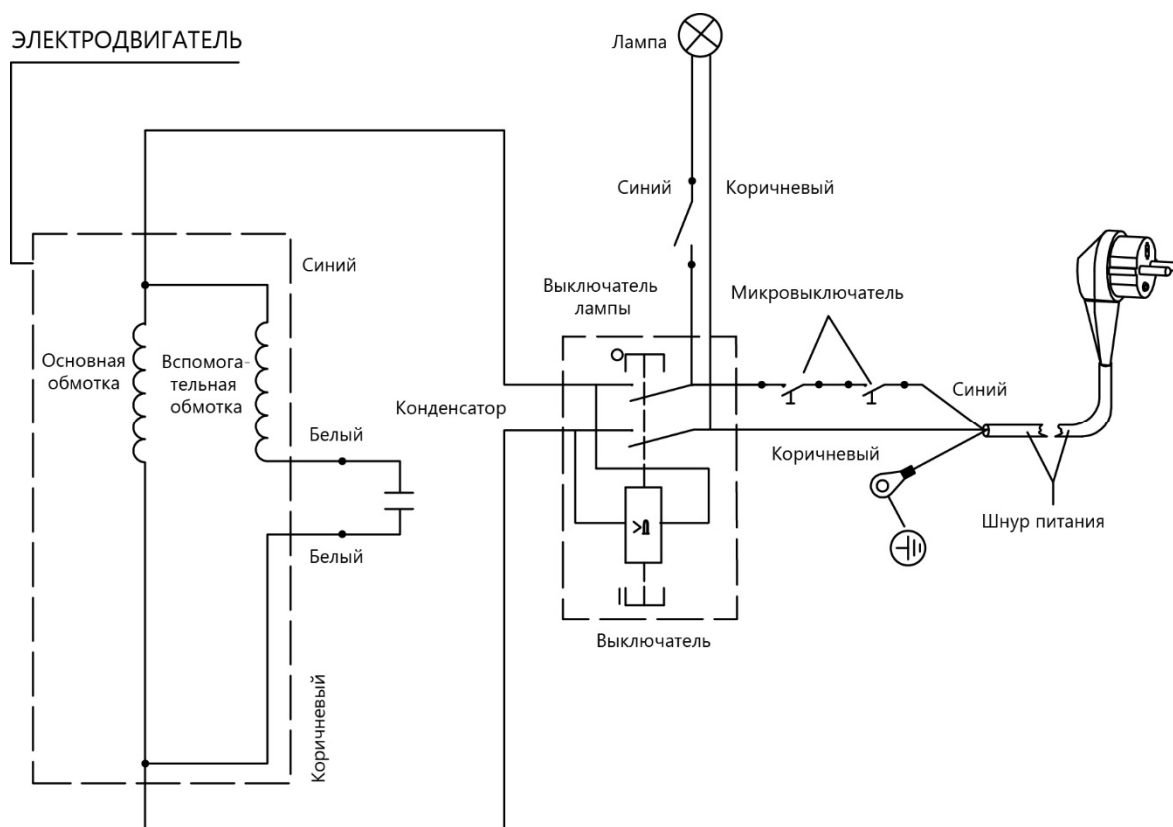 ЭЛЕКТРОДВИГАТЕЛЬ
Лампа
Синий
Коричневый
Синий
Выключатель
лампы
Микровыключатель
Основная
обмотка
Вспомога-
тельная
обмотка
Конденсатор
Синий
Белый
Коричневый
Белый
Шнур питания
Выключатель
Коричневый